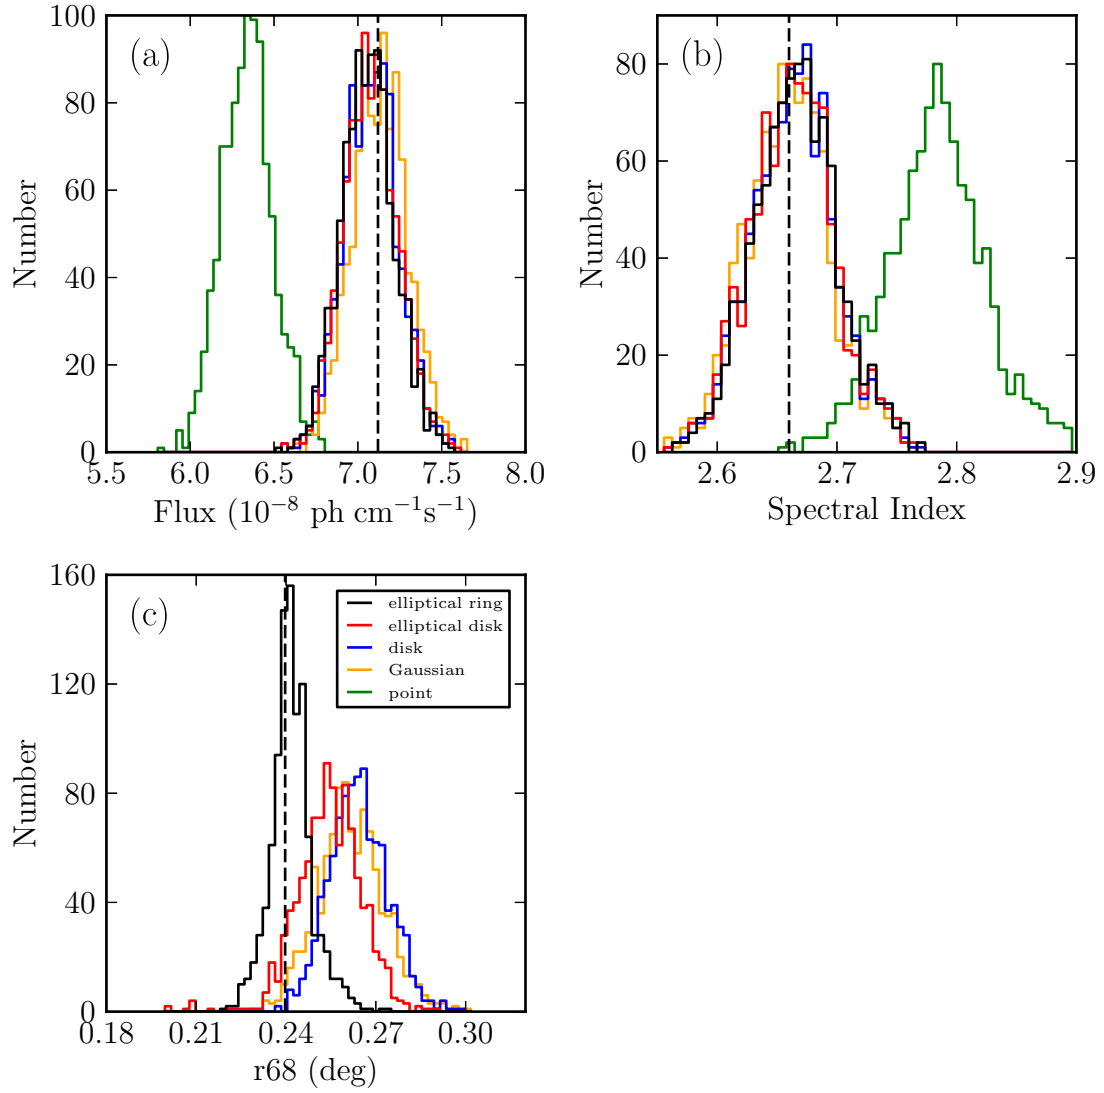 100
80
60
40
20
0
Number
(a)
5.5 6.0 6.5 7.0 7.5 8.0
Flux (10⁻⁸ ph cm⁻¹s⁻¹)
80
60
40
20
0
Number
(b)
2.6 2.7 2.8 2.9
Spectral Index
160
120
80
40
0
Number
(c)
elliptical ring
elliptical disk
disk
Gaussian
point
0.18 0.21 0.24 0.27 0.30
r68 (deg)